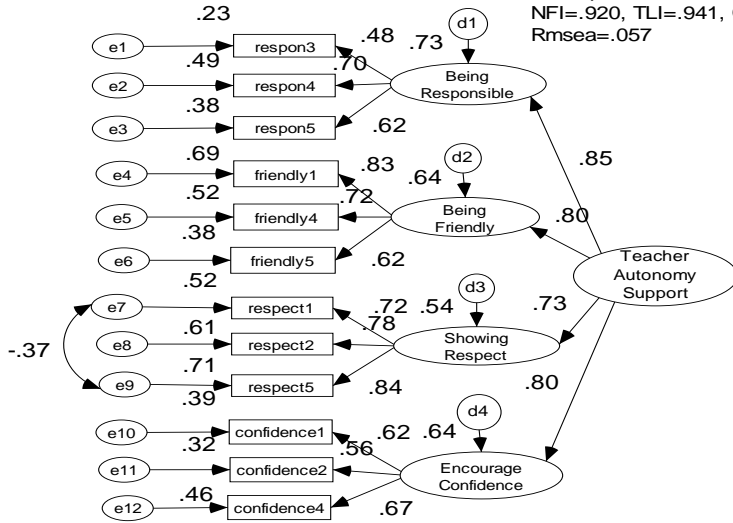 NFI=.920, TLI=.941,
Rmsea=.057
.23
e1
respon3
.48
.73
d1
.49
e2
respon4
.70
Being
Responsible
.38
e3
respon5
.62
.69
e4
friendly1
.83
.64
d2
.85
.52
e5
friendly4
.72
Being
Friendly
.80
.38
e6
friendly5
.62
Teacher
Autonomy
Support
.52
e7
respect1
.72
.54
d3
.73
-.37
.61
e8
respect2
.78
Showing
Respect
.71
e9
respect5
.84
.80
.39
e10
confidence1
.62
.64
d4
.32
e11
confidence2
.56
Encourage
Confidence
.46
e12
confidence4
.67